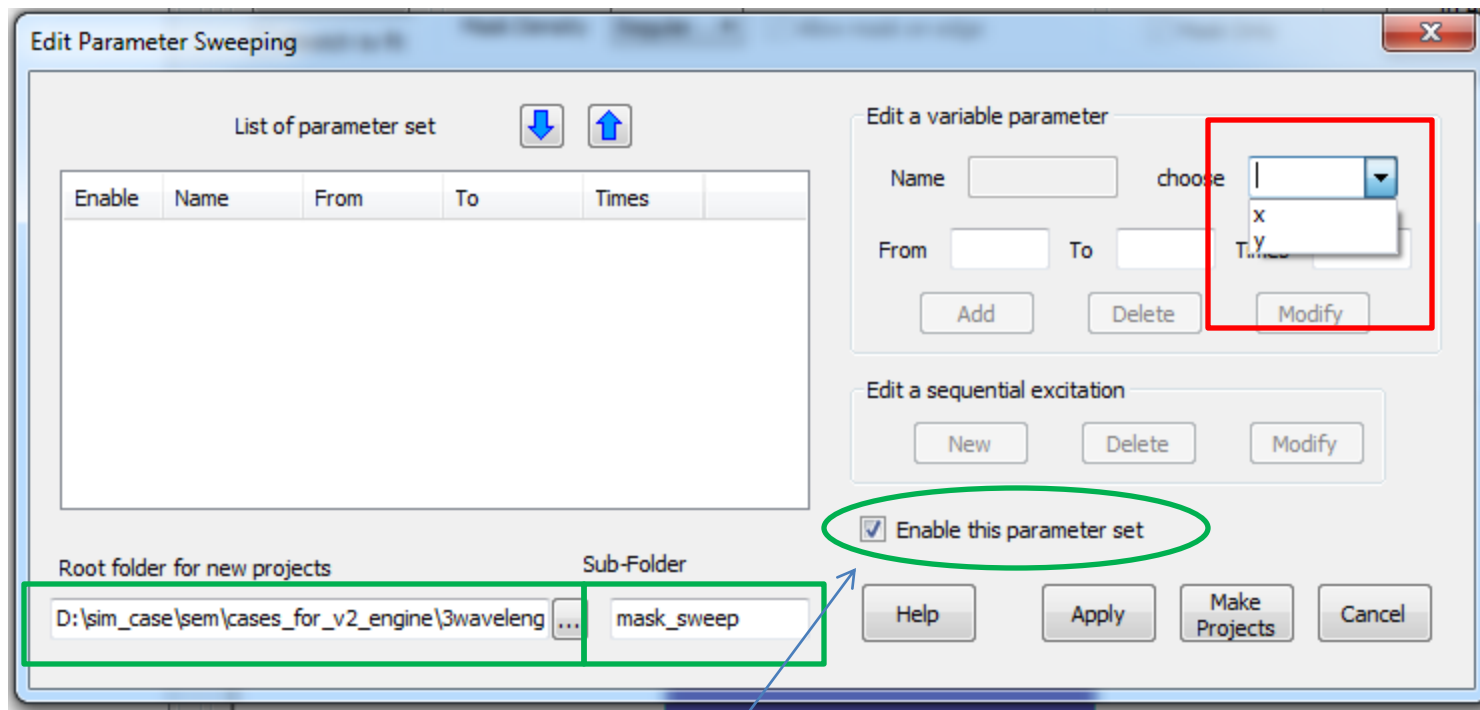 Edit Parameter Sweeping
List of parameter set
Enable Name From To Times
Edit a variable parameter
Name choose
x
y
From To
Add Delete Modify
Edit a sequential excitation
New Delete Modify
Enable this parameter set
Root folder for new projects Sub-Folder
D:\sim_case\sem\cases_for_v2_engine\3waveleng ... mask_sweep
Help Apply Make Projects Cancel